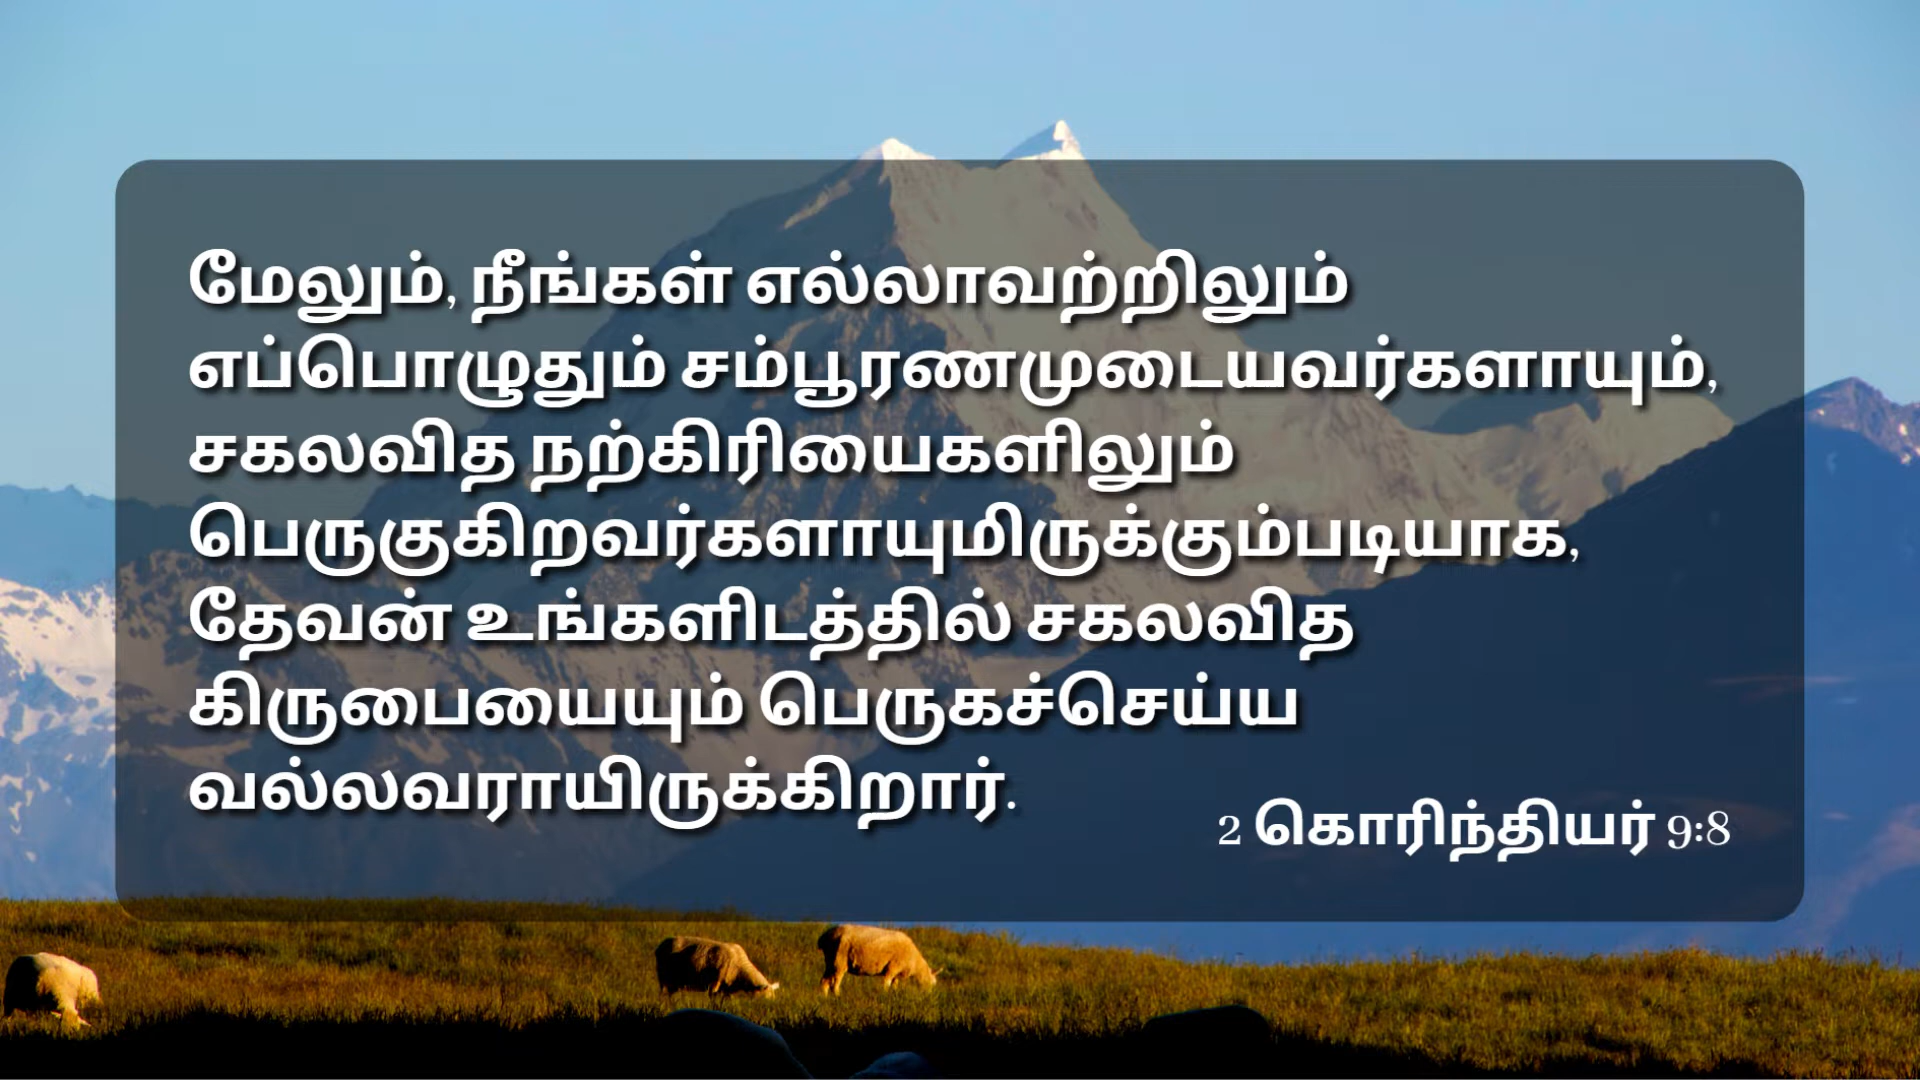 மேலும், நீங்கள் எல்லாவற்றிலும்
எப்பொழுதும் சம்பூரணமுடையவர்களாயும்,
சகலவித நற்கிரியைகளிலும்
பெருகுகிறவர்களாயுமிருக்கும்படியாக,
தேவன் உங்களிடத்தில் சகலவித
கிருபையையும் பெருகச்செய்ய
வல்லவராயிருக்கிறார்.
2 கொரிந்தியர் 9:8